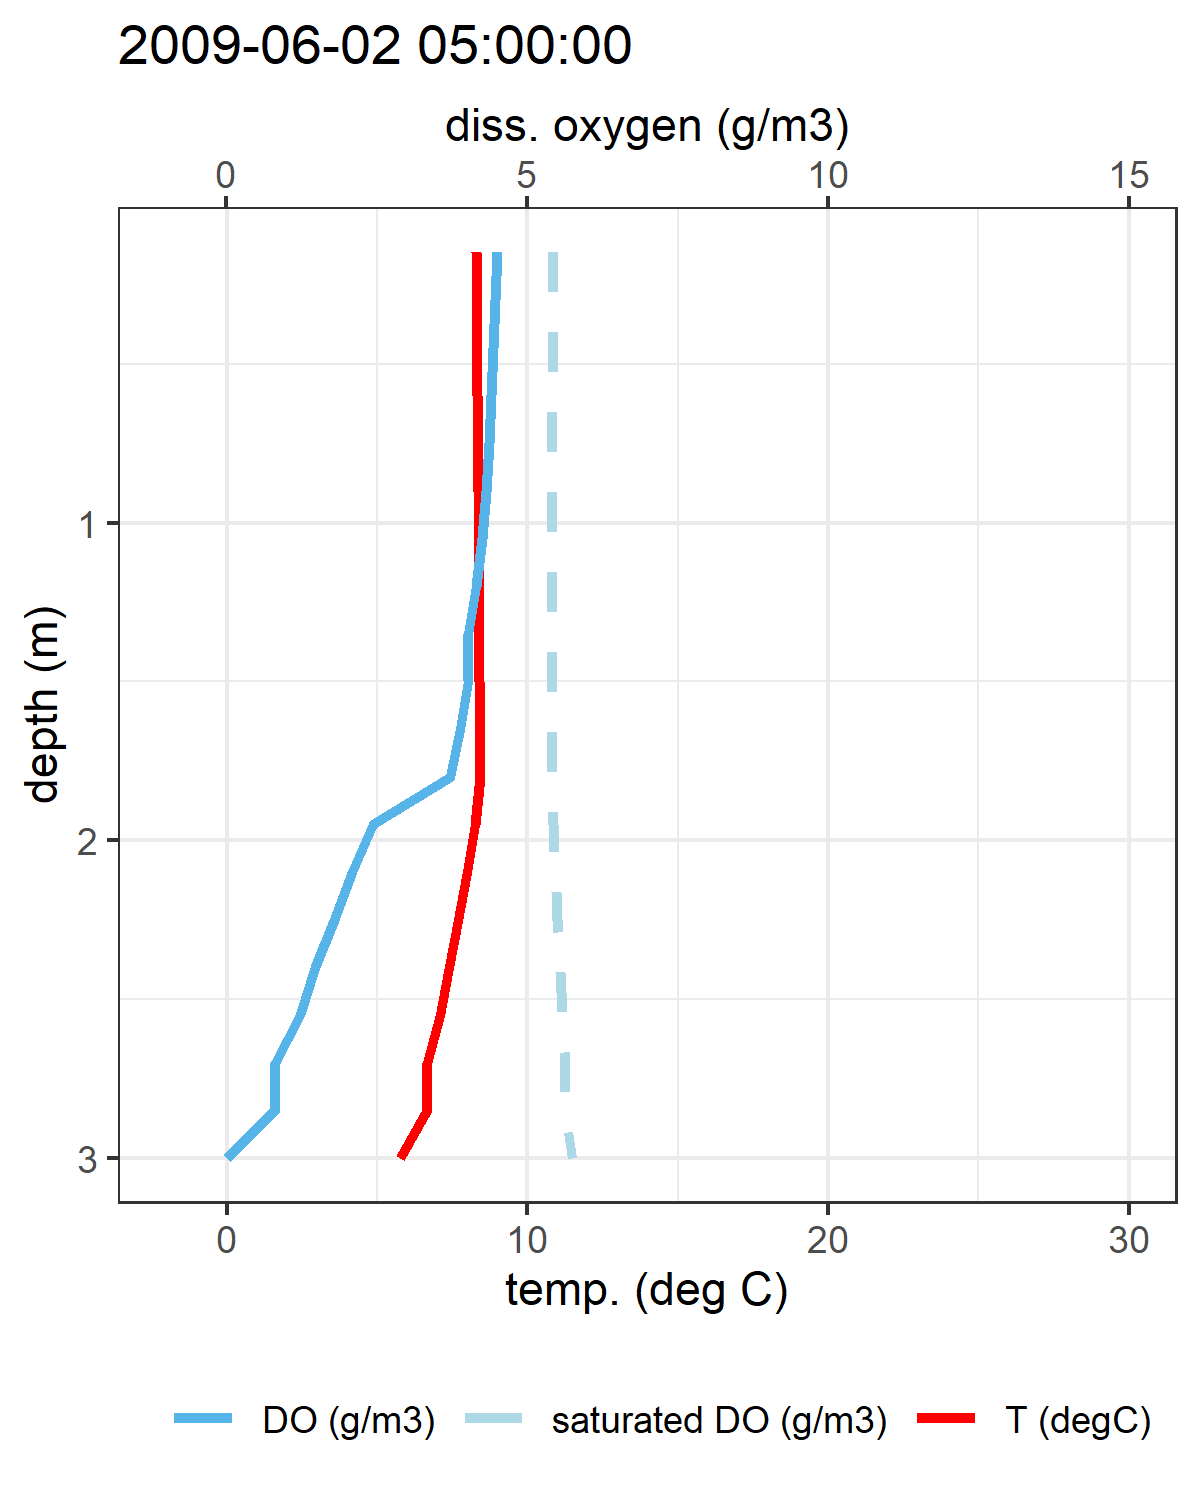 2009-06-02 05:00:00
diss. oxygen (g/m3)
0 5 10 15
depth (m)
1
2
3
0 10 20 30
temp. (deg C)
DO (g/m3) saturated DO (g/m3) T (degC)